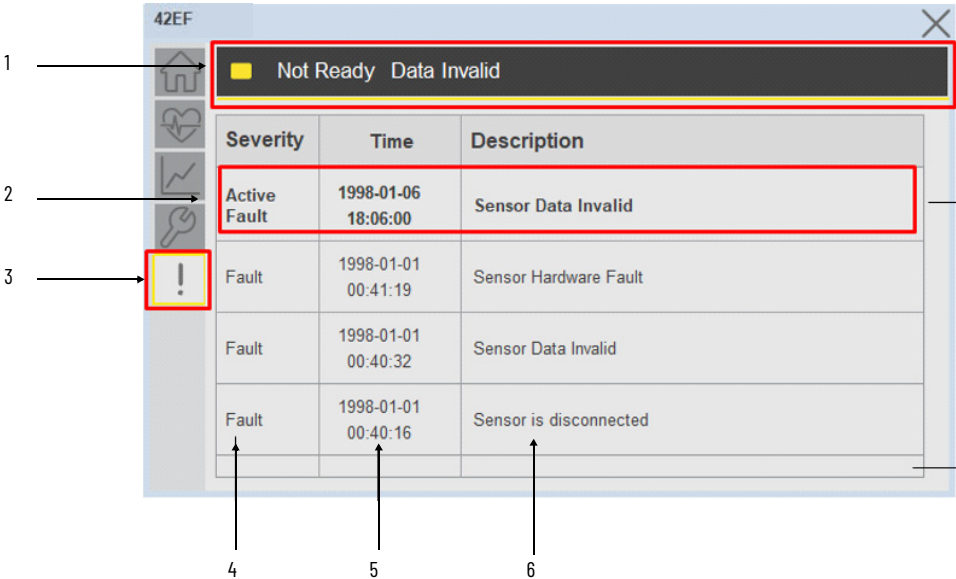 42EF
1
Not Ready Data Invalid
Severity Time Description
2
Active Fault 1998-01-06 18:06:00 Sensor Data Invalid
3
!
Fault 1998-01-01 00:41:19 Sensor Hardware Fault
Fault 1998-01-01 00:40:32 Sensor Data Invalid
Fault 1998-01-01 00:40:16 Sensor is disconnected
4 5 6